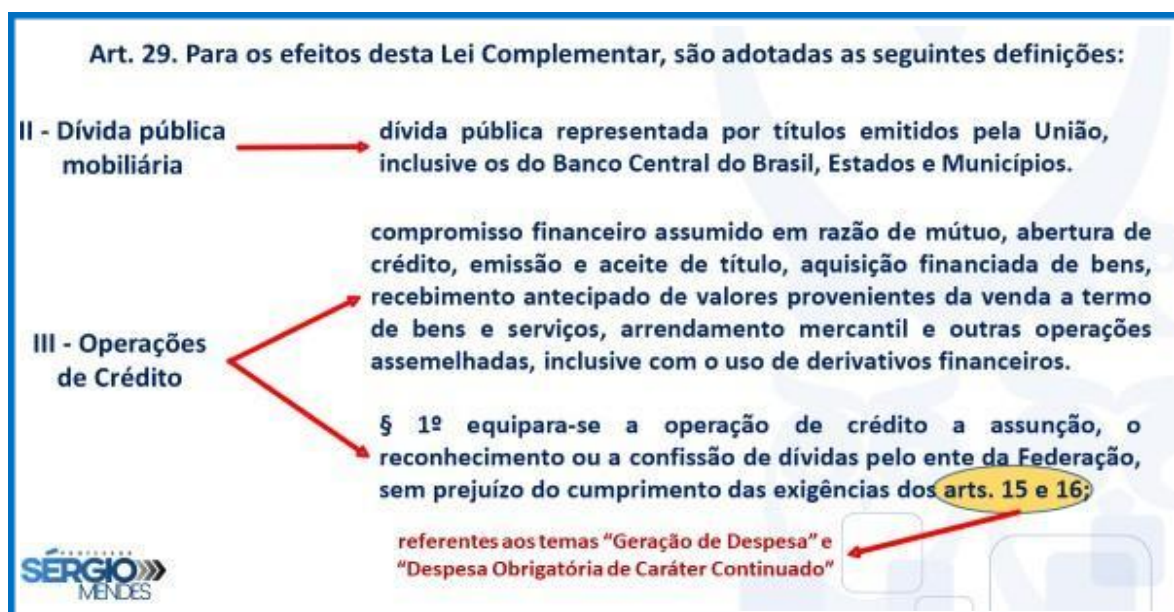 Art. 29. Para os efeitos desta Lei Complementar, são adotadas as seguintes definições:
II - Dívida pública
mobiliária
dívida pública representada por títulos emitidos pela União,
inclusive os do Banco Central do Brasil, Estados e Municípios.
III - Operações
de Crédito
compromisso financeiro assumido em razão de mútuo, abertura de
crédito, emissão e aceite de título, aquisição financiada de bens,
recebimento antecipado de valores provenientes da venda a termo
de bens e serviços, arrendamento mercantil e outras operações
assemelhadas, inclusive com o uso de derivativos financeiros.
§ 1º equipara-se a operação de crédito a assunção, o
reconhecimento ou a confissão de dívidas pelo ente da Federação,
sem prejuízo do cumprimento das exigências dos arts. 15 e 16;
referentes aos temas “Geração de Despesa” e
“Despesa Obrigatória de Caráter Continuado”
PROFESSOR
SÉRGIO
MENDES